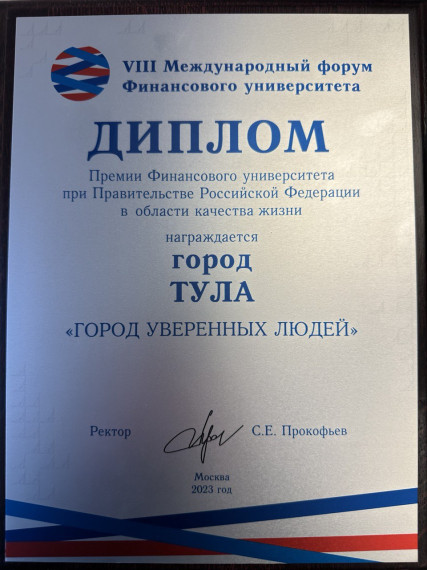 VIII Международный форум
Финансового университета
ДИПЛОМ
Премии Финансового университета
при Правительстве Российской Федерации
в области качества жизни
награждается
город
ТУЛА
«ГОРОД УВЕРЕННЫХ ЛЮДЕЙ»
Ректор С.Е. Прокофьев
Москва
2023 год